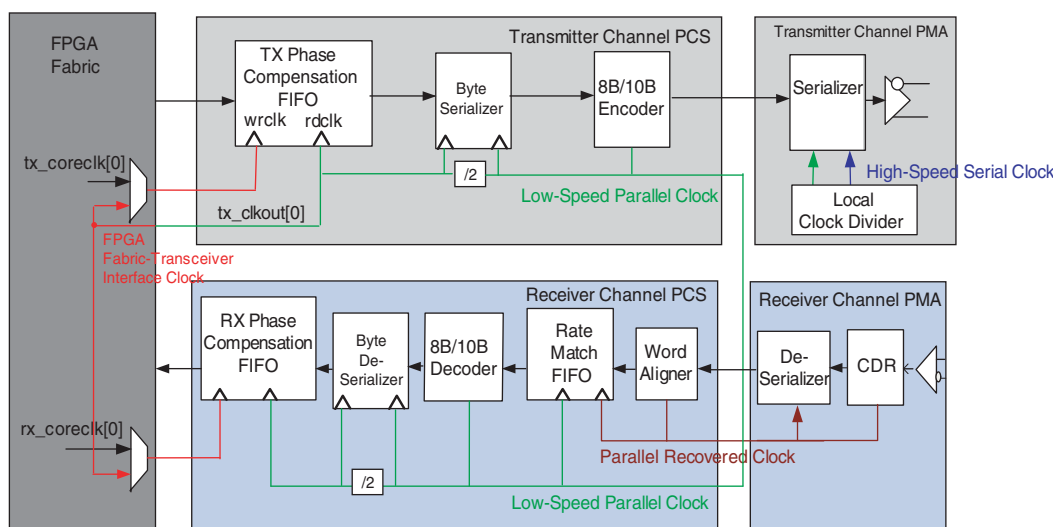 FPGA
Fabric
Transmitter Channel PCS
TX Phase
Compensation
FIFO
wrclk
rdclk
Byte
Serializer
8B/10B
Encoder
/2
Low-Speed Parallel Clock
Transmitter Channel PMA
Serializer
High-Speed Serial Clock
Local
Clock Divider
tx_coreclk[0]
tx_clkout[0]
FPGA
Fabric-Transceiver
Interface Clock
Receiver Channel PCS
RX Phase
Compensation
FIFO
Byte
De-
Serializer
8B/10B
Decoder
Rate
Match
FIFO
Word
Aligner
Receiver Channel PMA
De-
Serializer
CDR
rx_coreclk[0]
Parallel Recovered Clock
/2
Low-Speed Parallel Clock